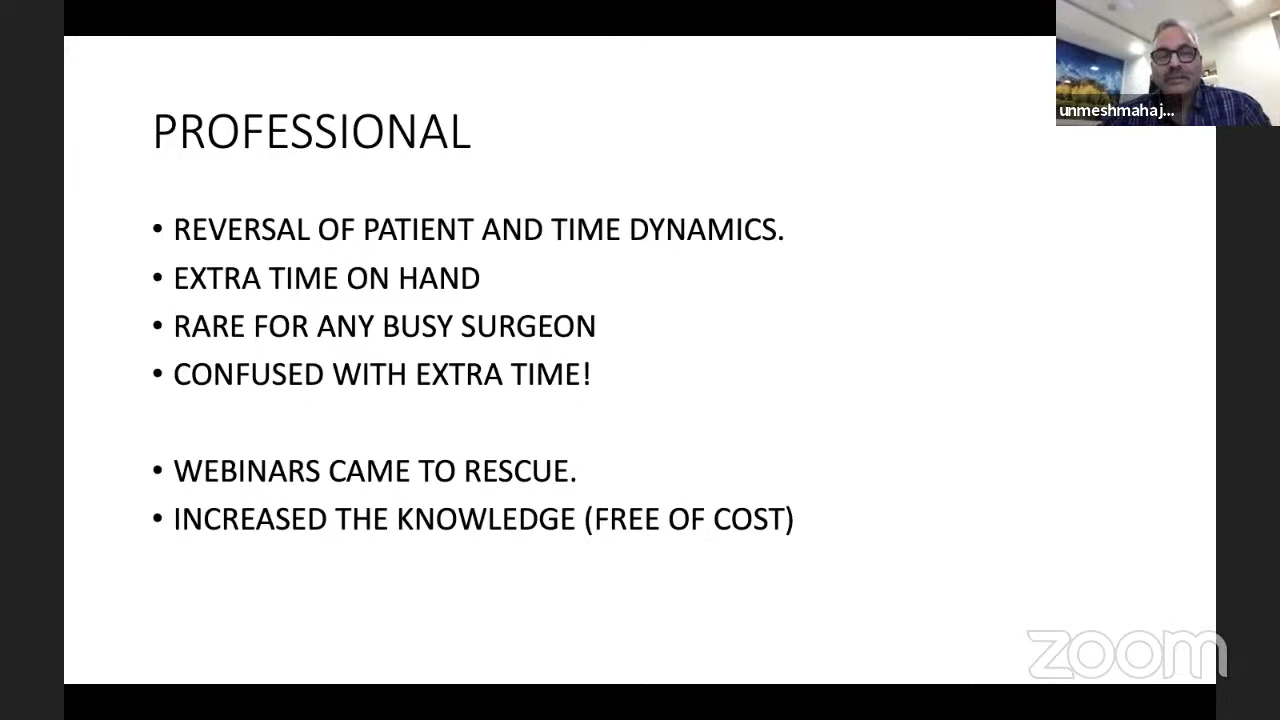 unmeshmahaj...
PROFESSIONAL
• REVERSAL OF PATIENT AND TIME DYNAMICS.
• EXTRA TIME ON HAND
• RARE FOR ANY BUSY SURGEON
• CONFUSED WITH EXTRA TIME!
• WEBINARS CAME TO RESCUE.
• INCREASED THE KNOWLEDGE (FREE OF COST)
zoom